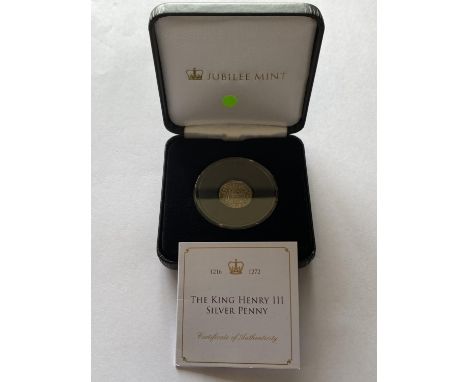 JUBILEE MINT
1216 1272
THE KING HENRY III
SILVER PENNY
Certificate of Authenticity